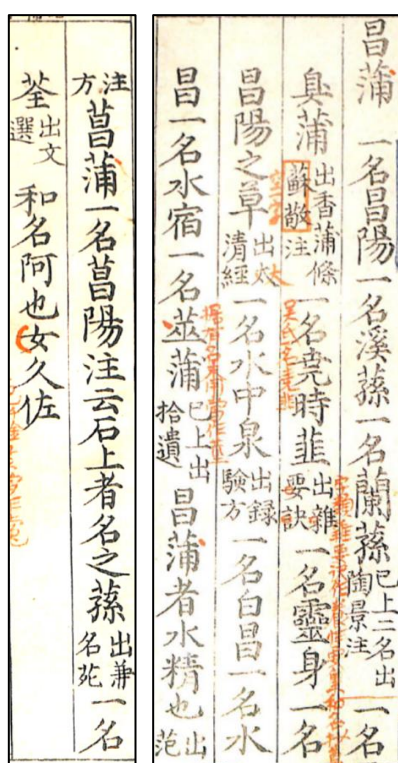 昌蒲 一名昌陽一名溪蓀一名蘭蓀已上二名出陶景注一名
臭蒲出香蒲條蘇敬注一名堯時韮出雜要訣一名靈身一名
昌陽之草出太清經一名水中泉出録驗方一名白昌一名水
昌一名水宿一名莁蒲已上出拾遺 昌蒲者水精也出范
注方菖蒲一名菖陽注云石上者名之蓀出兼名苑一名
荃出文選 和名阿也女久佐